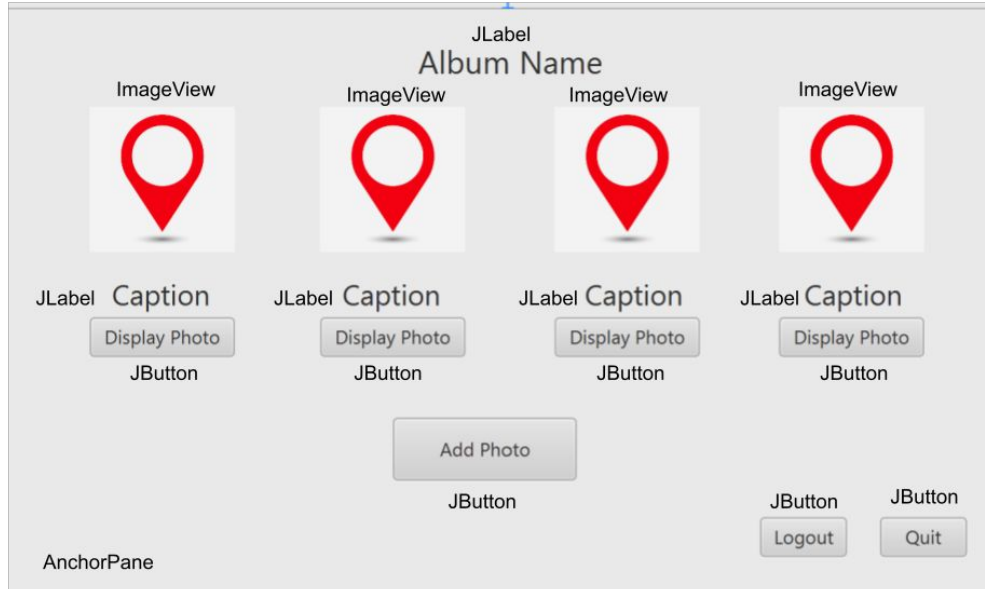 JLabel
Album Name
ImageView ImageView ImageView ImageView
JLabel Caption JLabel Caption JLabel Caption JLabel Caption
Display Photo Display Photo Display Photo Display Photo
JButton JButton JButton JButton
Add Photo
JButton
JButton JButton
Logout Quit
AnchorPane